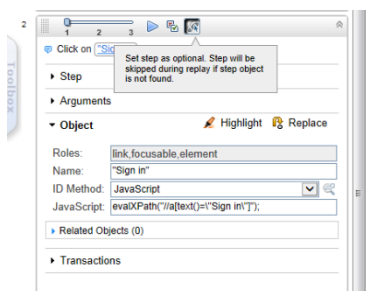 2
1 2 3
Click on "Si
Set step as optional. Step will be
skipped during replay if step object
is not found.
Toolbox
Step
Arguments
Object Highlight Replace
Roles: link,focusable,element
Name: "Sign in"
ID Method: JavaScript
JavaScript: evalXPath("//a[text()=\"Sign in\"]");
Related Objects (0)
Transactions